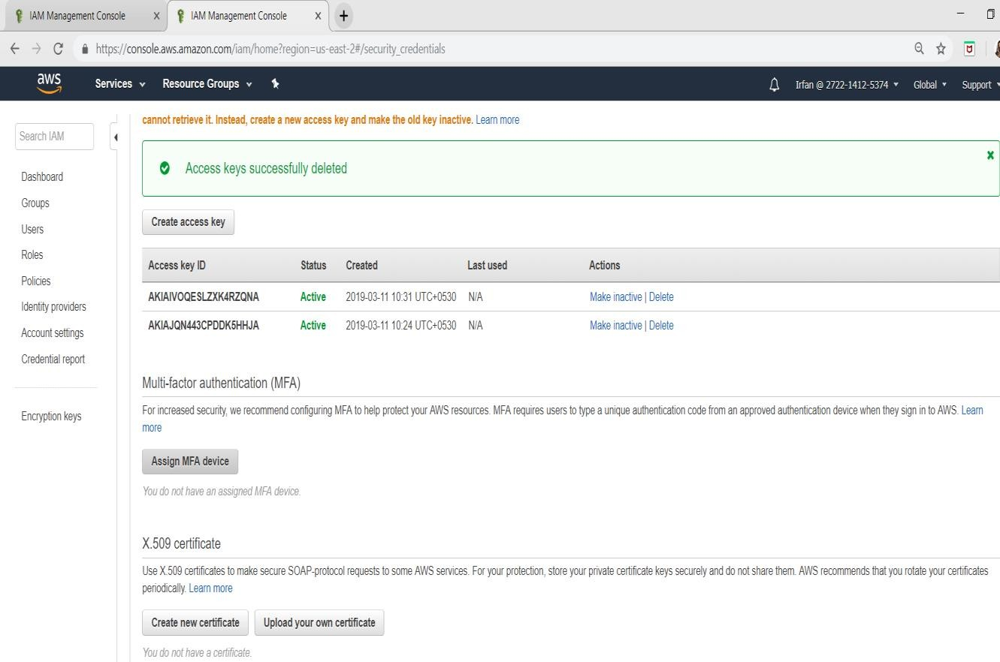 IAM Management Console
IAM Management Console
https://console.aws.amazon.com/iam/home?region=us-east-2#/security_credentials
aws Services Resource Groups Irfan @ 2722-1412-5374 Global Support
cannot retrieve it. Instead, create a new access key and make the old key inactive. Learn more
Search IAM
Access keys successfully deleted
Dashboard
Groups
Users
Roles
Policies
Identity providers
Account settings
Credential report
Encryption keys
Create access key
Access key ID Status Created Last used Actions
AKIAIVOQESLZXK4RZQNA Active 2019-03-11 10:31 UTC+0530 N/A Make inactive | Delete
AKIAJQN443CPDDK5HHJA Active 2019-03-11 10:24 UTC+0530 N/A Make inactive | Delete
Multi-factor authentication (MFA)
For increased security, we recommend configuring MFA to help protect your AWS resources. MFA requires users to type a unique authentication code from an approved authentication device when they sign in to AWS. Learn
more
Assign MFA device
You do not have an assigned MFA device.
X.509 certificate
Use X.509 certificates to make secure SOAP-protocol requests to some AWS services. For your protection, store your private certificate keys securely and do not share them. AWS recommends that you rotate your certificates
periodically. Learn more
Create new certificate Upload your own certificate
You do not have a certificate.